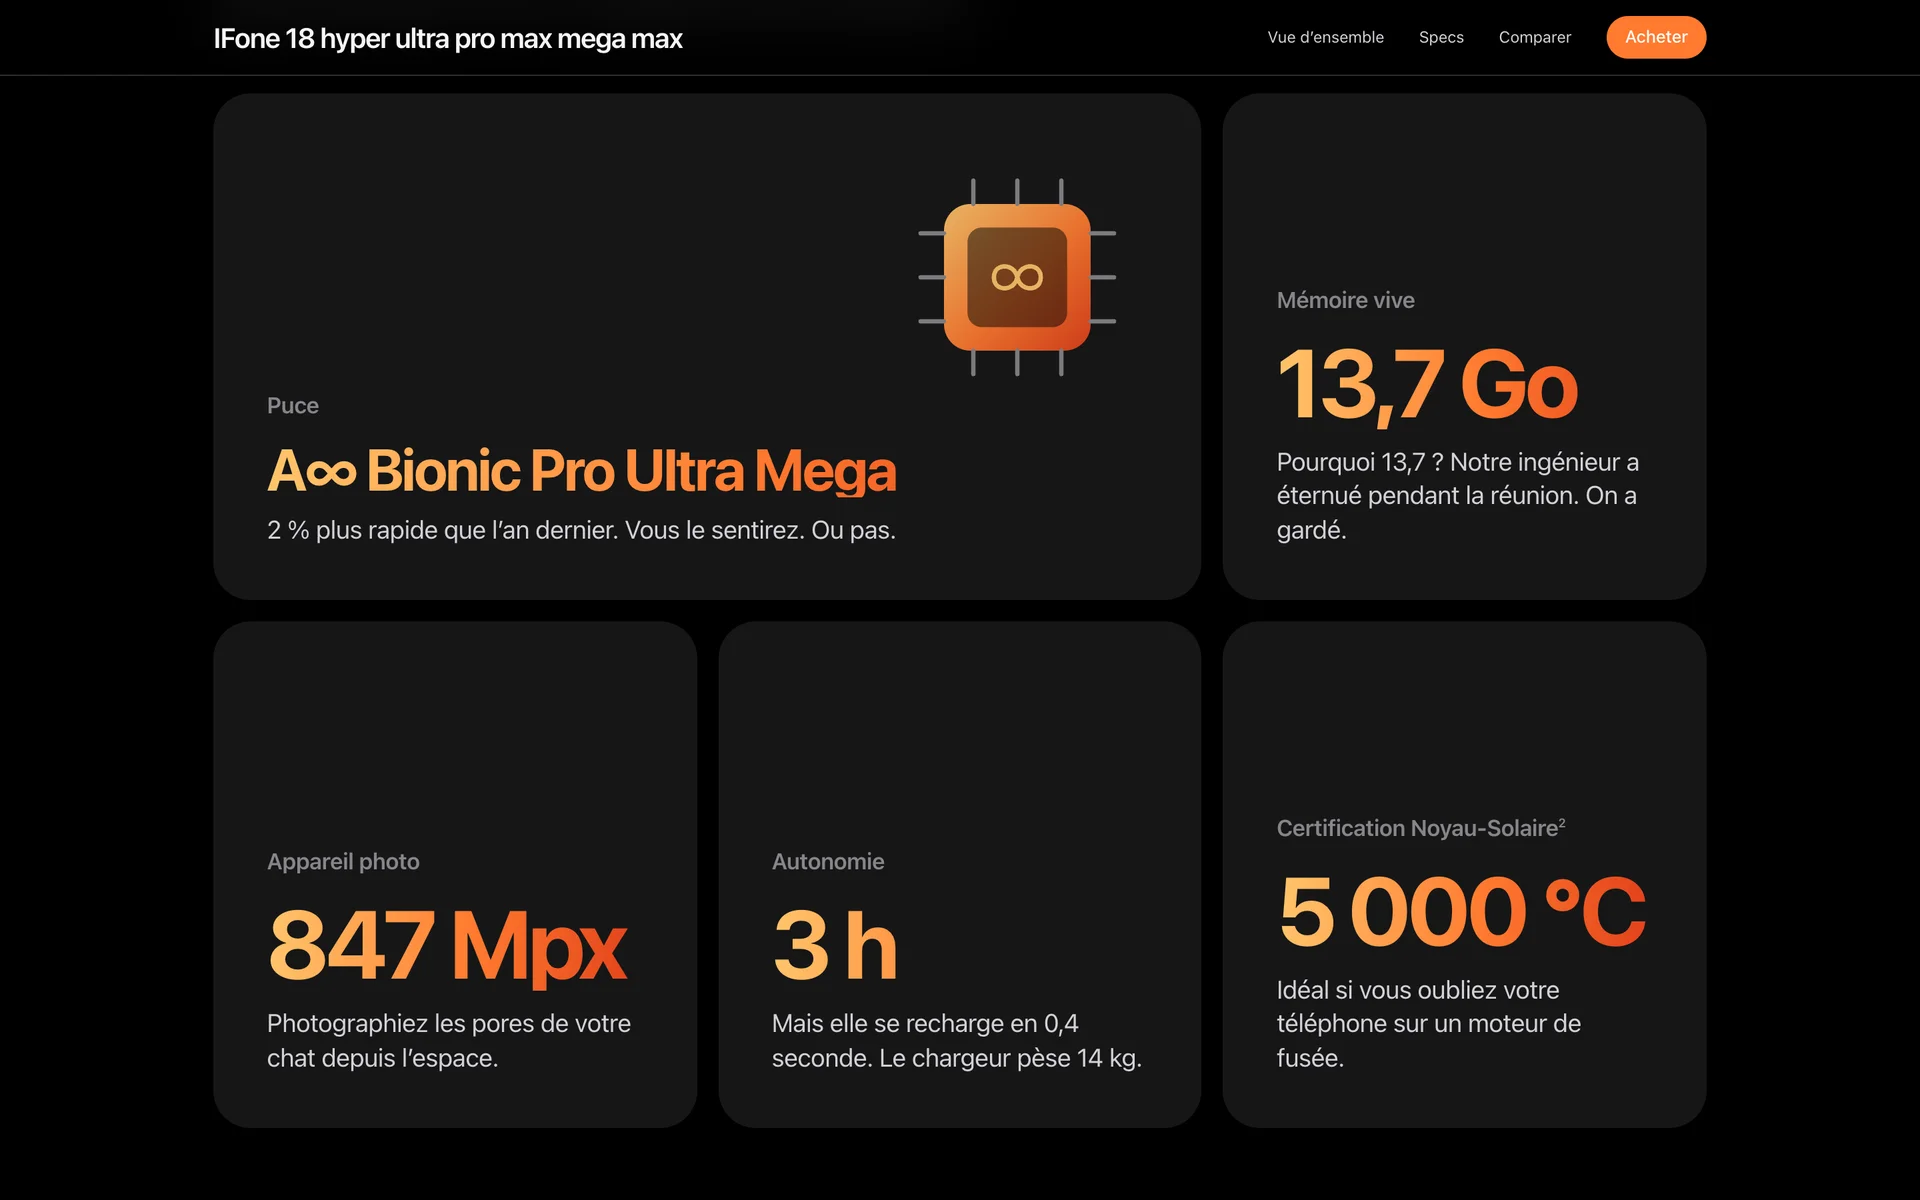 IFone 18 hyper ultra pro max mega max
Vue d’ensemble
Specs
Comparer
Acheter
∞
Puce
A∞ Bionic Pro Ultra Mega
2 % plus rapide que l’an dernier. Vous le sentirez. Ou pas.
Mémoire vive
13,7 Go
Pourquoi 13,7 ? Notre ingénieur a
éternué pendant la réunion. On a
gardé.
Appareil photo
847 Mpx
Photographiez les pores de votre
chat depuis l’espace.
Autonomie
3 h
Mais elle se recharge en 0,4
seconde. Le chargeur pèse 14 kg.
Certification Noyau-Solaire²
5 000 °C
Idéal si vous oubliez votre
téléphone sur un moteur de
fusée.